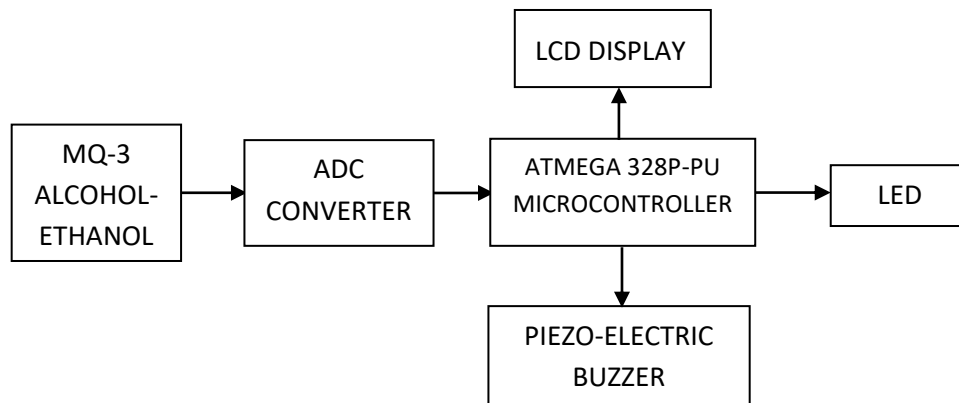 LCD DISPLAY
MQ-3
ALCOHOL-
ETHANOL
ADC
CONVERTER
ATMEGA 328P-PU
MICROCONTROLLER
LED
PIEZO-ELECTRIC
BUZZER